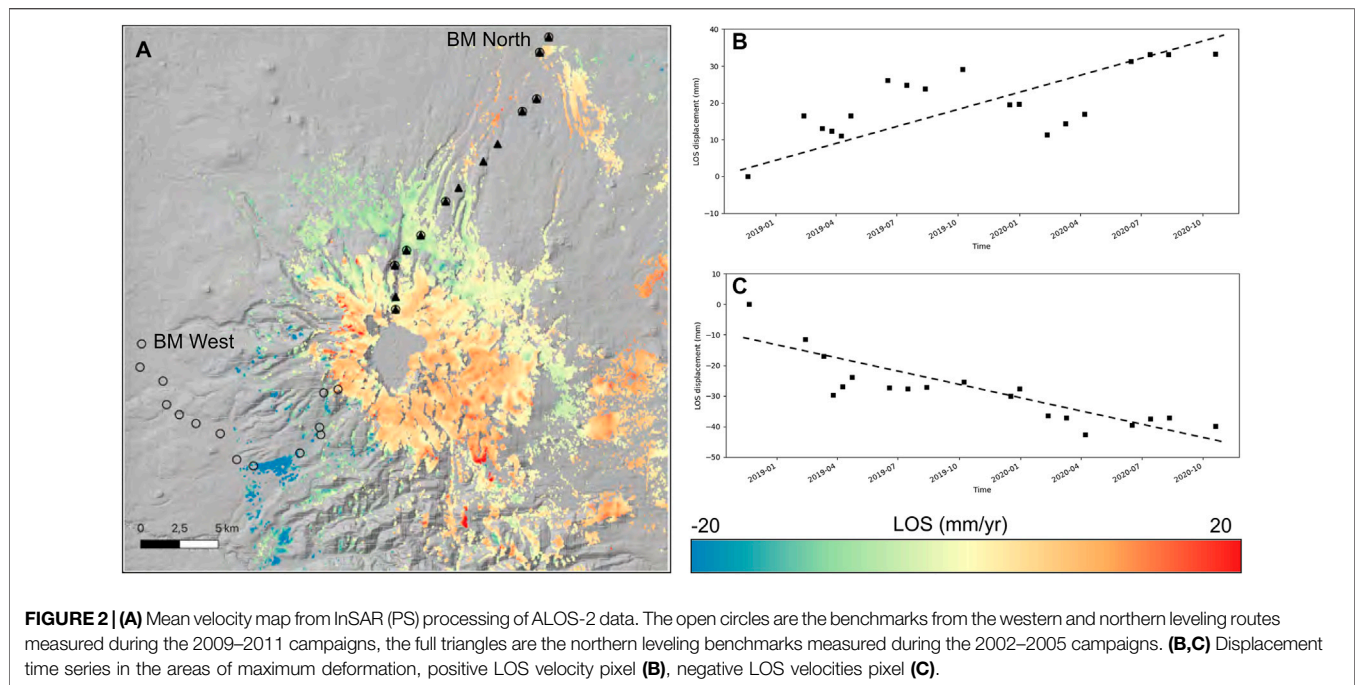 A
BM North
BM West
0 2,5 5 km
B
40
30
20
10
0
-10
LOS displacement (mm)
2019-01 2019-04 2019-07 2019-10 2020-01 2020-04 2020-07 2020-10
Time
C
10
0
-10
-20
-30
-40
-50
LOS displacement (mm)
2019-01 2019-04 2019-07 2019-10 2020-01 2020-04 2020-07 2020-10
Time
-20 LOS (mm/yr) 20
FIGURE 2 | (A) Mean velocity map from InSAR (PS) processing of ALOS-2 data. The open circles are the benchmarks from the western and northern leveling routes
measured during the 2009–2011 campaigns, the full triangles are the northern leveling benchmarks measured during the 2002–2005 campaigns. (B,C) Displacement
time series in the areas of maximum deformation, positive LOS velocity pixel (B), negative LOS velocities pixel (C).